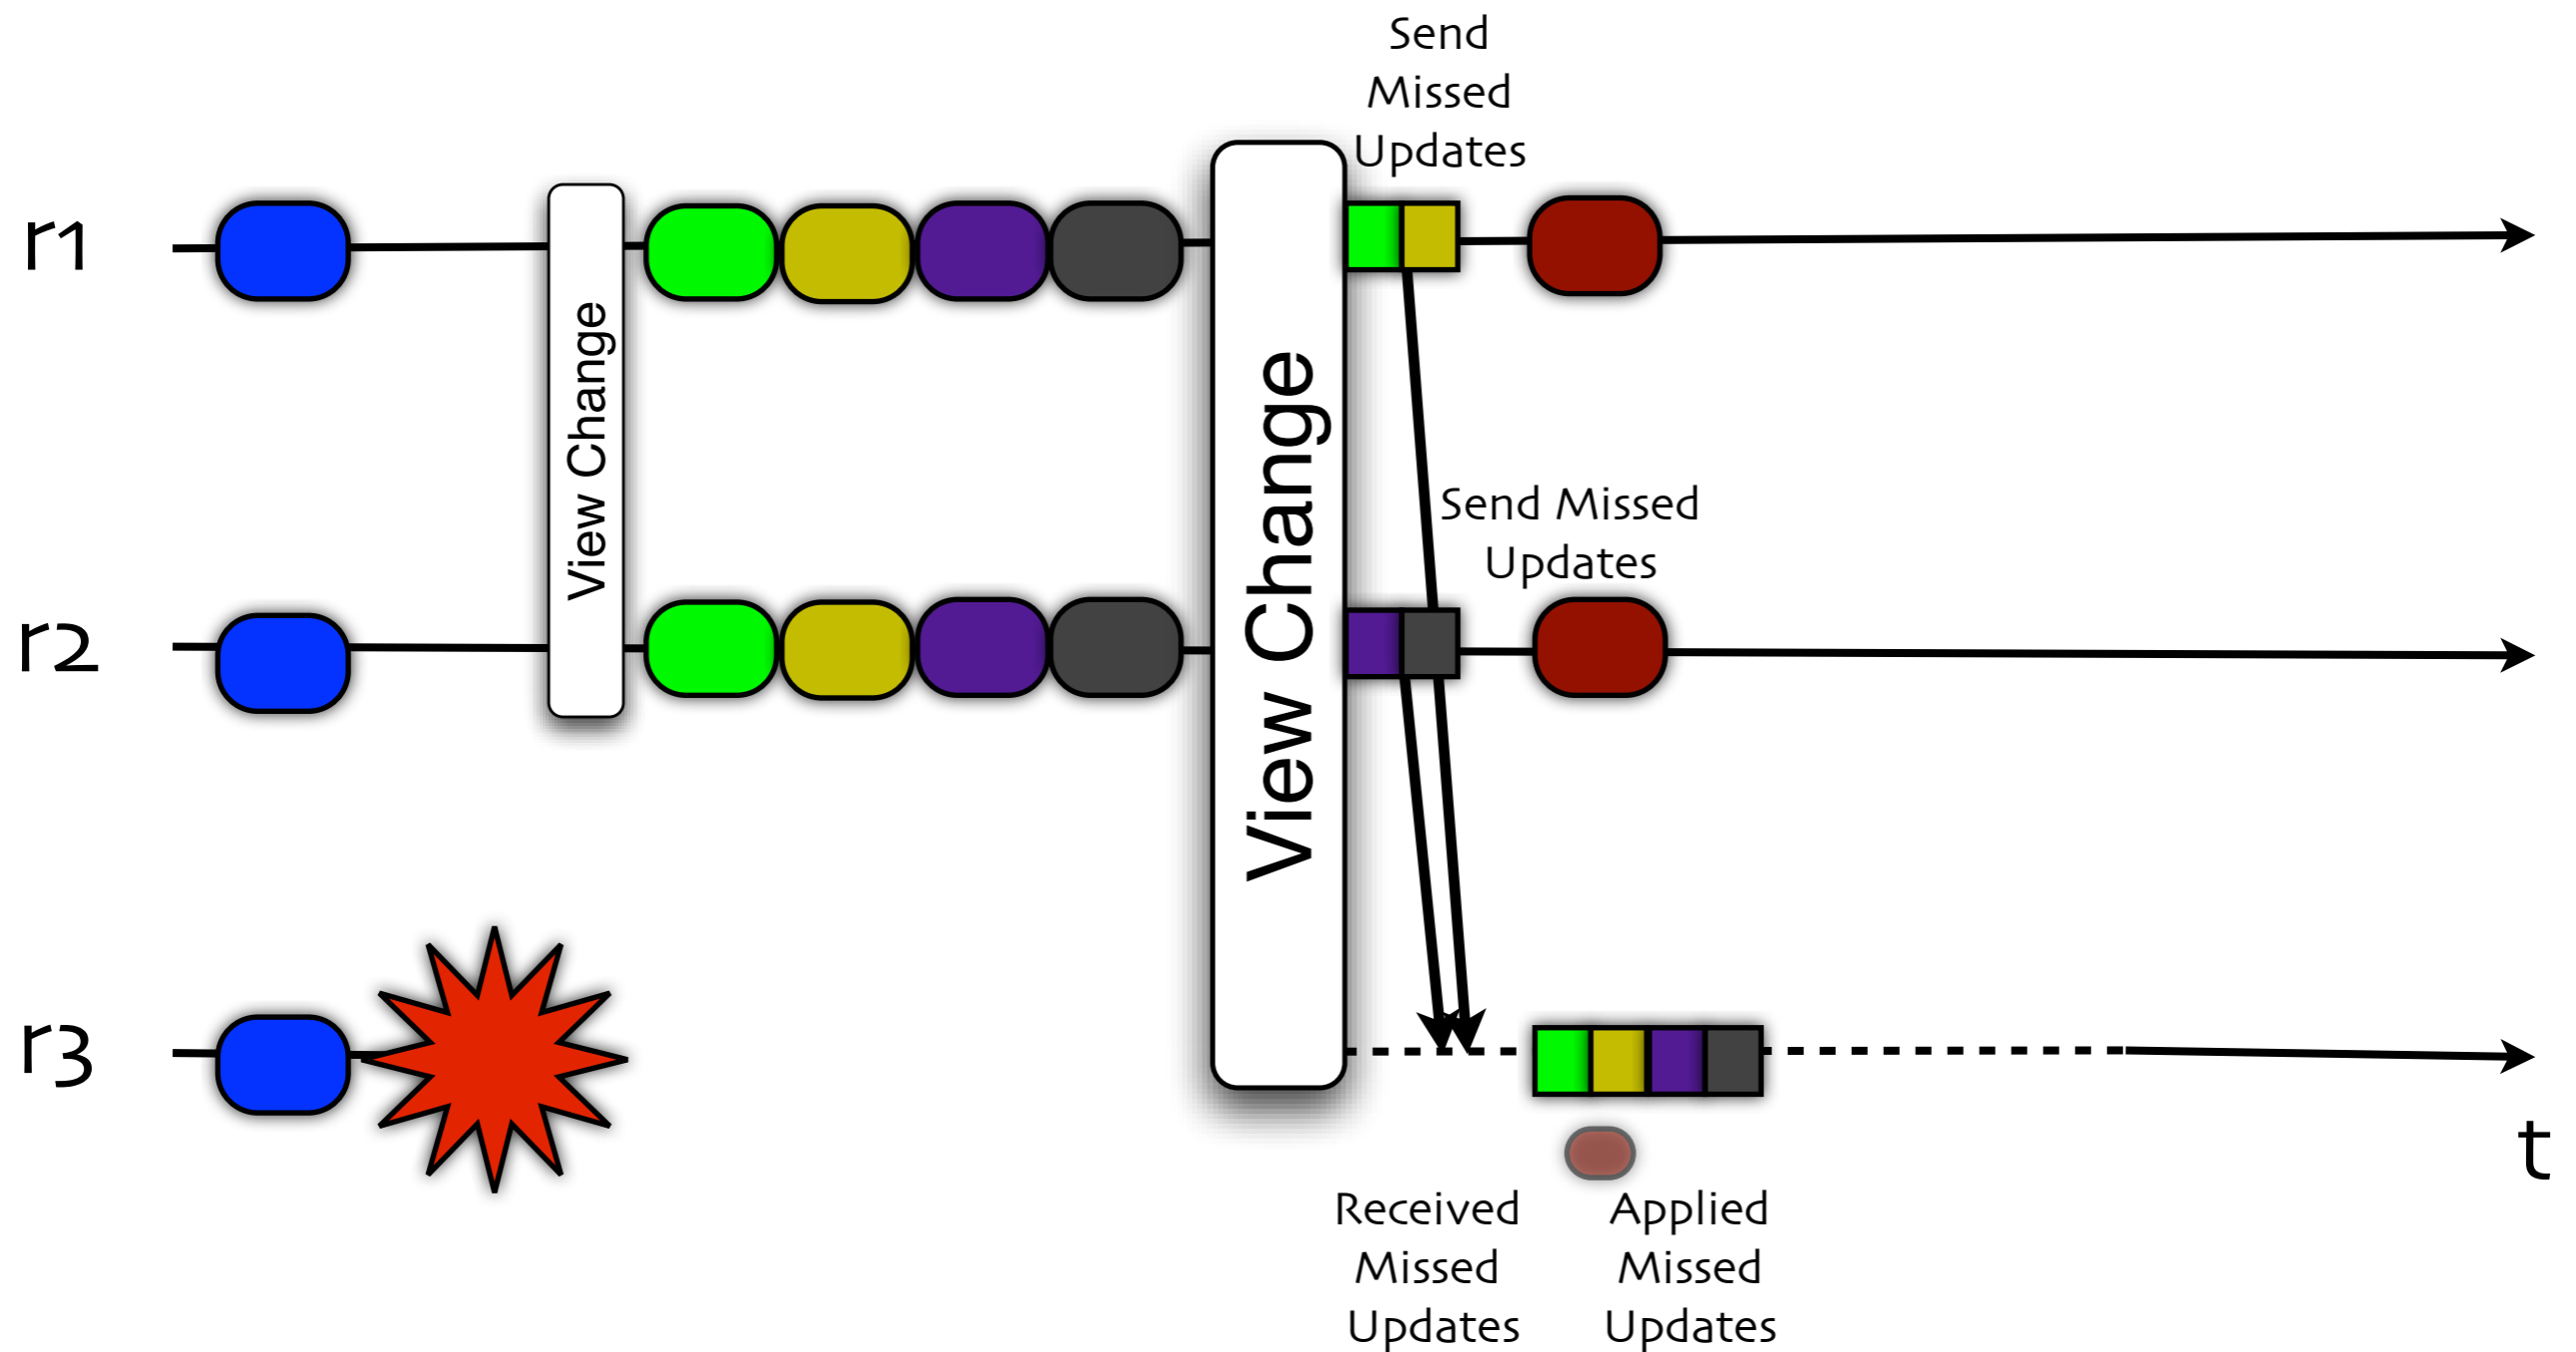 Send
Missed
Updates
r1
View Change
View Change
Send Missed
Updates
r2
r3
t
Received
Missed
Updates
Applied
Missed
Updates